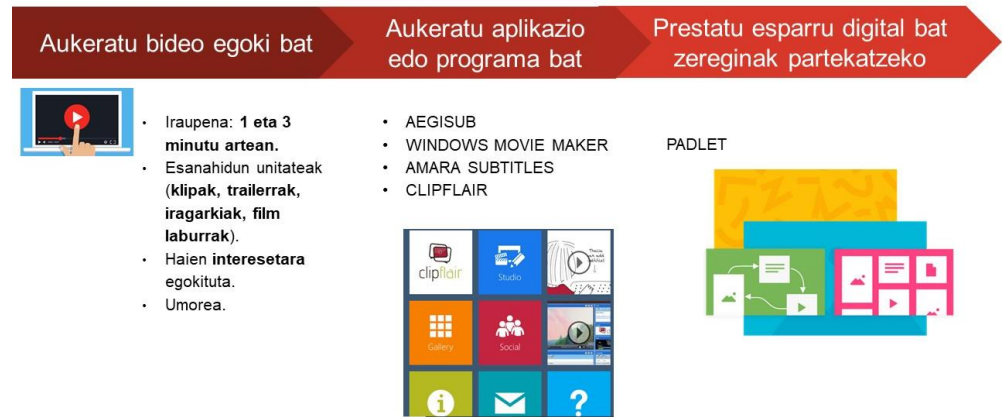 Aukeratu bideo egoki bat
Aukeratu aplikazio
edo programa bat
Prestatu esparru digital bat
zereginak partekatzeko
• Iraupena: 1 eta 3
minutu artean.
• Esanahidun unitateak
(klipak, trailerrak,
iragarkiak, film
laburrak).
• Haien interesetara
egokituta.
• Umorea.
• AEGISUB
• WINDOWS MOVIE MAKER
• AMARA SUBTITLES
• CLIPFLAIR
PADLET
clipflair
Studio
Gallery
Social
i
?